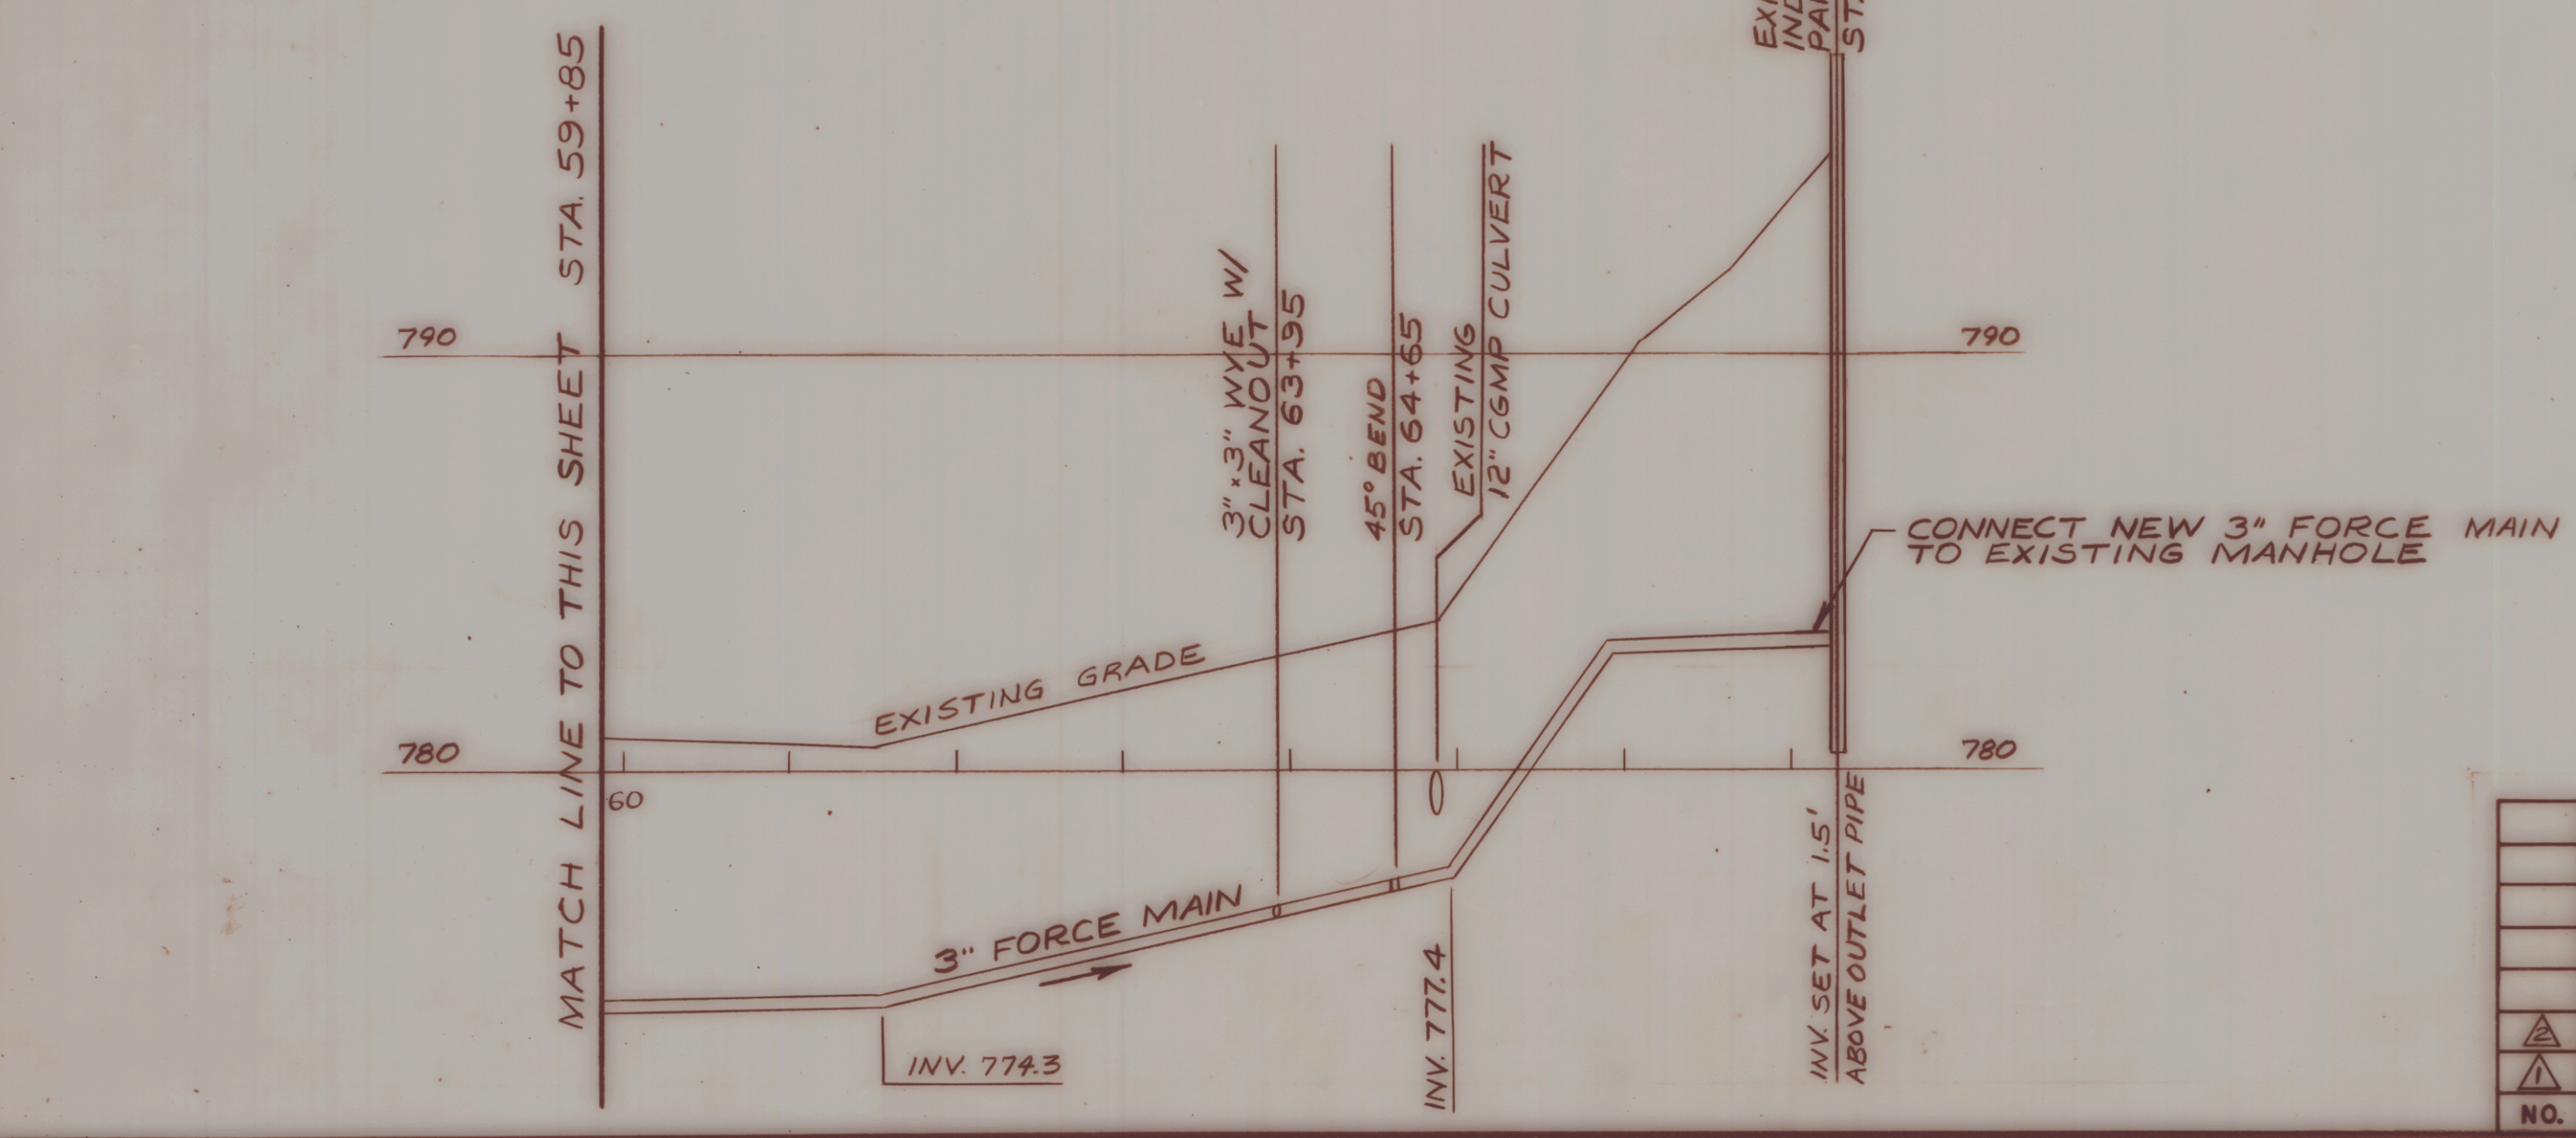 MATCH LINE TO THIS SHEET STA. 59+85
790
780
60
3"×3" WYE W/
CLEANOUT
STA. 63+95
45° BEND
STA. 64+65
EXISTING
12" CGMP CULVERT
790
780
CONNECT NEW 3" FORCE MAIN
TO EXISTING MANHOLE
EXISTING GRADE
3" FORCE MAIN
INV. 774.3
INV. 777.4
INV. SET AT 1.5'
ABOVE OUTLET PIPE
2
1
NO.